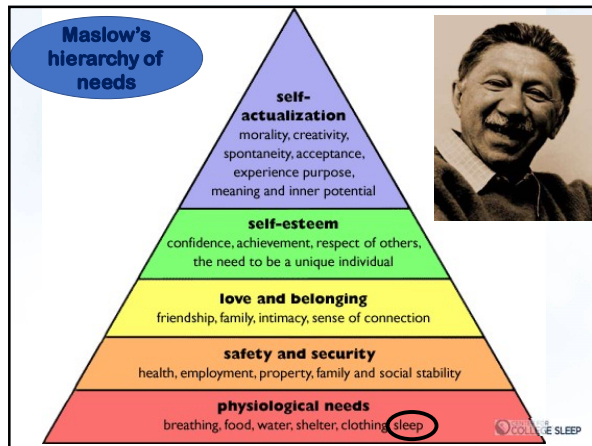 Maslow's
hierarchy of
needs
self-
actualization
morality, creativity,
spontaneity, acceptance,
experience purpose,
meaning and inner potential
self-esteem
confidence, achievement, respect of others,
the need to be a unique individual
love and belonging
friendship, family, intimacy, sense of connection
safety and security
health, employment, property, family and social stability
physiological needs
breathing, food, water, shelter, clothing, sleep
COLLEGE SLEEP